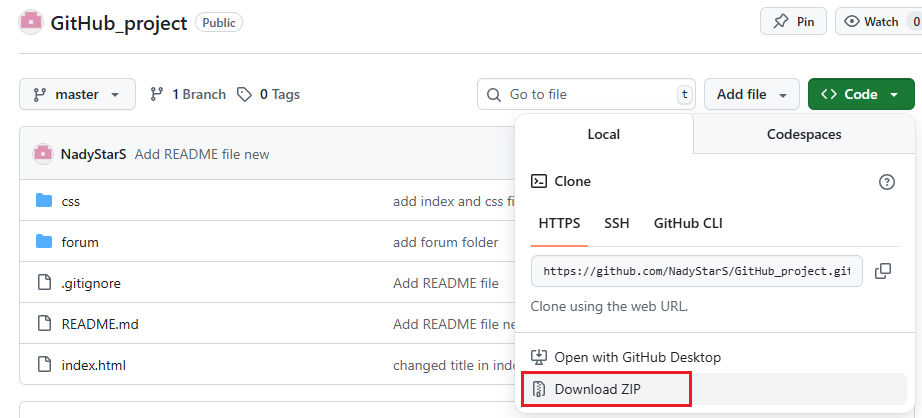 GitHub_project Public Pin Watch 0
master 1 Branch 0 Tags Go to file t Add file <> Code
Local Codespaces
NadyStarS Add README file new
Clone
css add index and css fi
HTTPS SSH GitHub CLI
forum add forum folder
https://github.com/NadyStarS/GitHub_project.git
.gitignore Add README file
Clone using the web URL.
README.md Add README file ne
Open with GitHub Desktop
index.html changed title in inde
Download ZIP